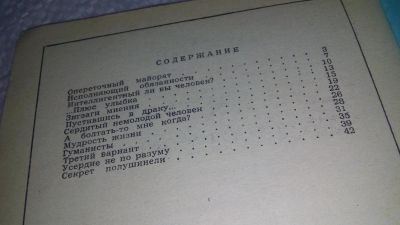 СОДЕРЖАНИЕ
Опереточный майорат . . . . . . . . . 3
Исполняющий обязанности . . . . . . . 7
Интеллигентный ли вы человек? . . . . 10
Плюс улыбка . . . . . . . . . 13
Зигзаги мнения . . . . . . . . . 15
Пустившись в драку... . . . . . . . . 19
Сердитый немолодой человек . . . . . . 22
А болтать-то мне когда? . . . . . . . 26
Мудрость жизни . . . . . . . . . 28
Гуманисты . . . . . . . . . 31
Третий вариант . . . . . . . . . 35
Усердие не по разуму . . . . . . . . 39
Секрет полушинели . . . . . . . . 42